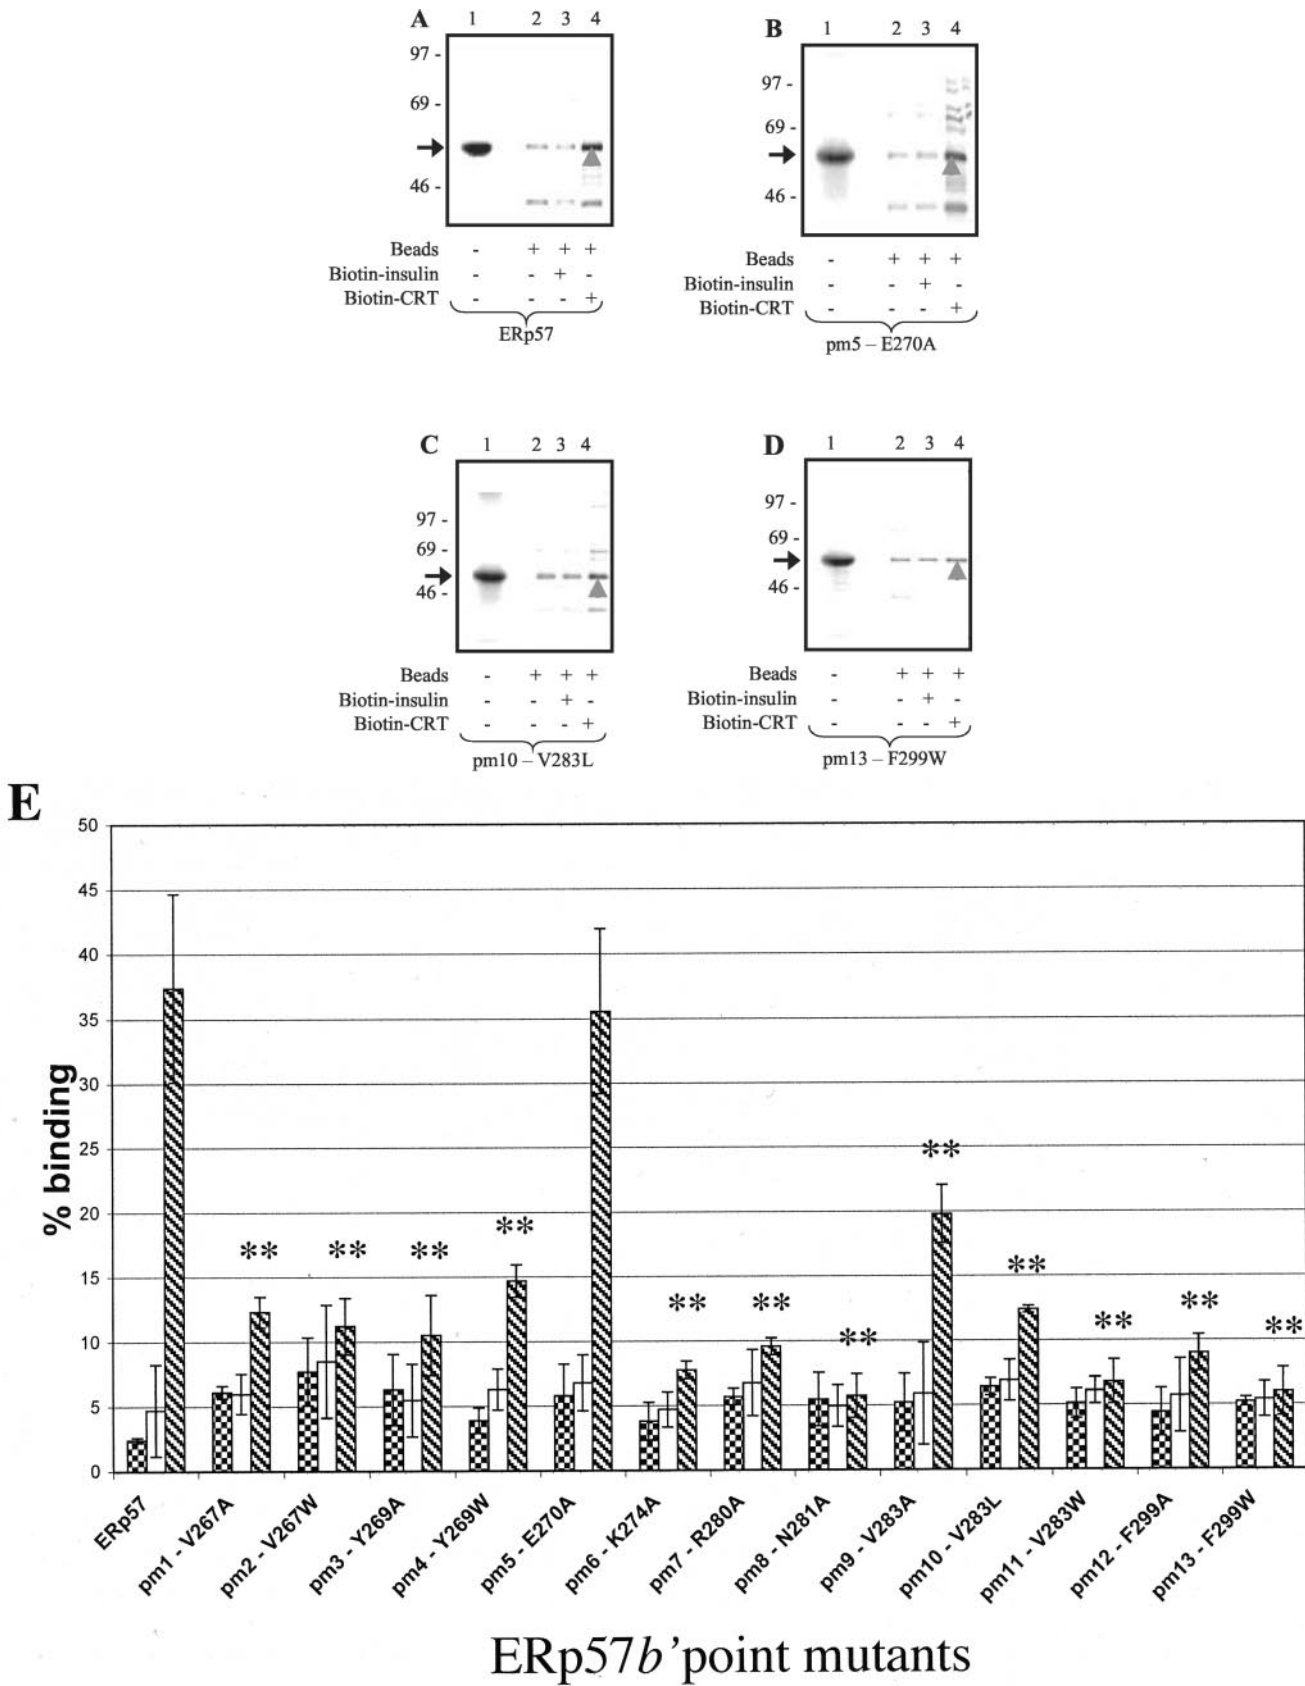 A 1 2 3 4
97 -
69 -
46 -
Beads - + + +
Biotin-insulin - - + -
Biotin-CRT - - - +
ERp57
B 1 2 3 4
97 -
69 -
46 -
Beads - + + +
Biotin-insulin - - + -
Biotin-CRT - - - +
pm5 – E270A
C 1 2 3 4
97 -
69 -
46 -
Beads - + + +
Biotin-insulin - - + -
Biotin-CRT - - - +
pm10 – V283L
D 1 2 3 4
97 -
69 -
46 -
Beads - + + +
Biotin-insulin - - + -
Biotin-CRT - - - +
pm13 – F299W
E
% binding
50
45
40
35
30
25
20
15
10
5
0
** ** ** ** ** ** ** ** ** ** ** **
ERp57
pm1 - V267A
pm2 - V267W
pm3 - Y269A
pm4 - Y269W
pm5 - E270A
pm6 - K274A
pm7 - R280A
pm8 - N281A
pm9 - V283A
pm10 - V283L
pm11 - V283W
pm12 - F299A
pm13 - F299W
ERp57b’point mutants